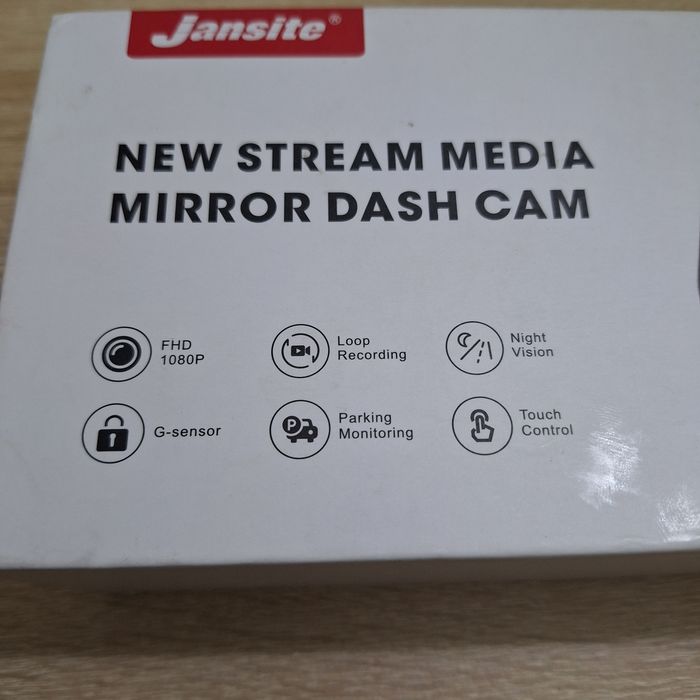 Jansite®
NEW STREAM MEDIA
MIRROR DASH CAM
FHD
1080P
Loop
Recording
Night
Vision
G-sensor
P
Parking
Monitoring
Touch
Control